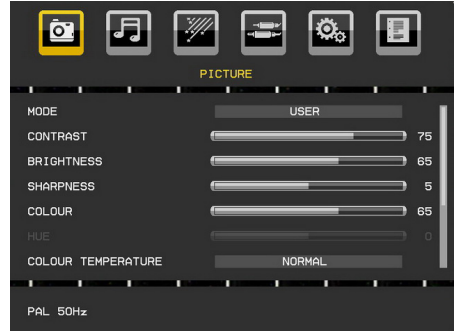 PICTURE
MODE USER
CONTRAST 75
BRIGHTNESS 65
SHARPNESS 5
COLOUR 65
HUE 0
COLOUR TEMPERATURE NORMAL
PAL 50Hz